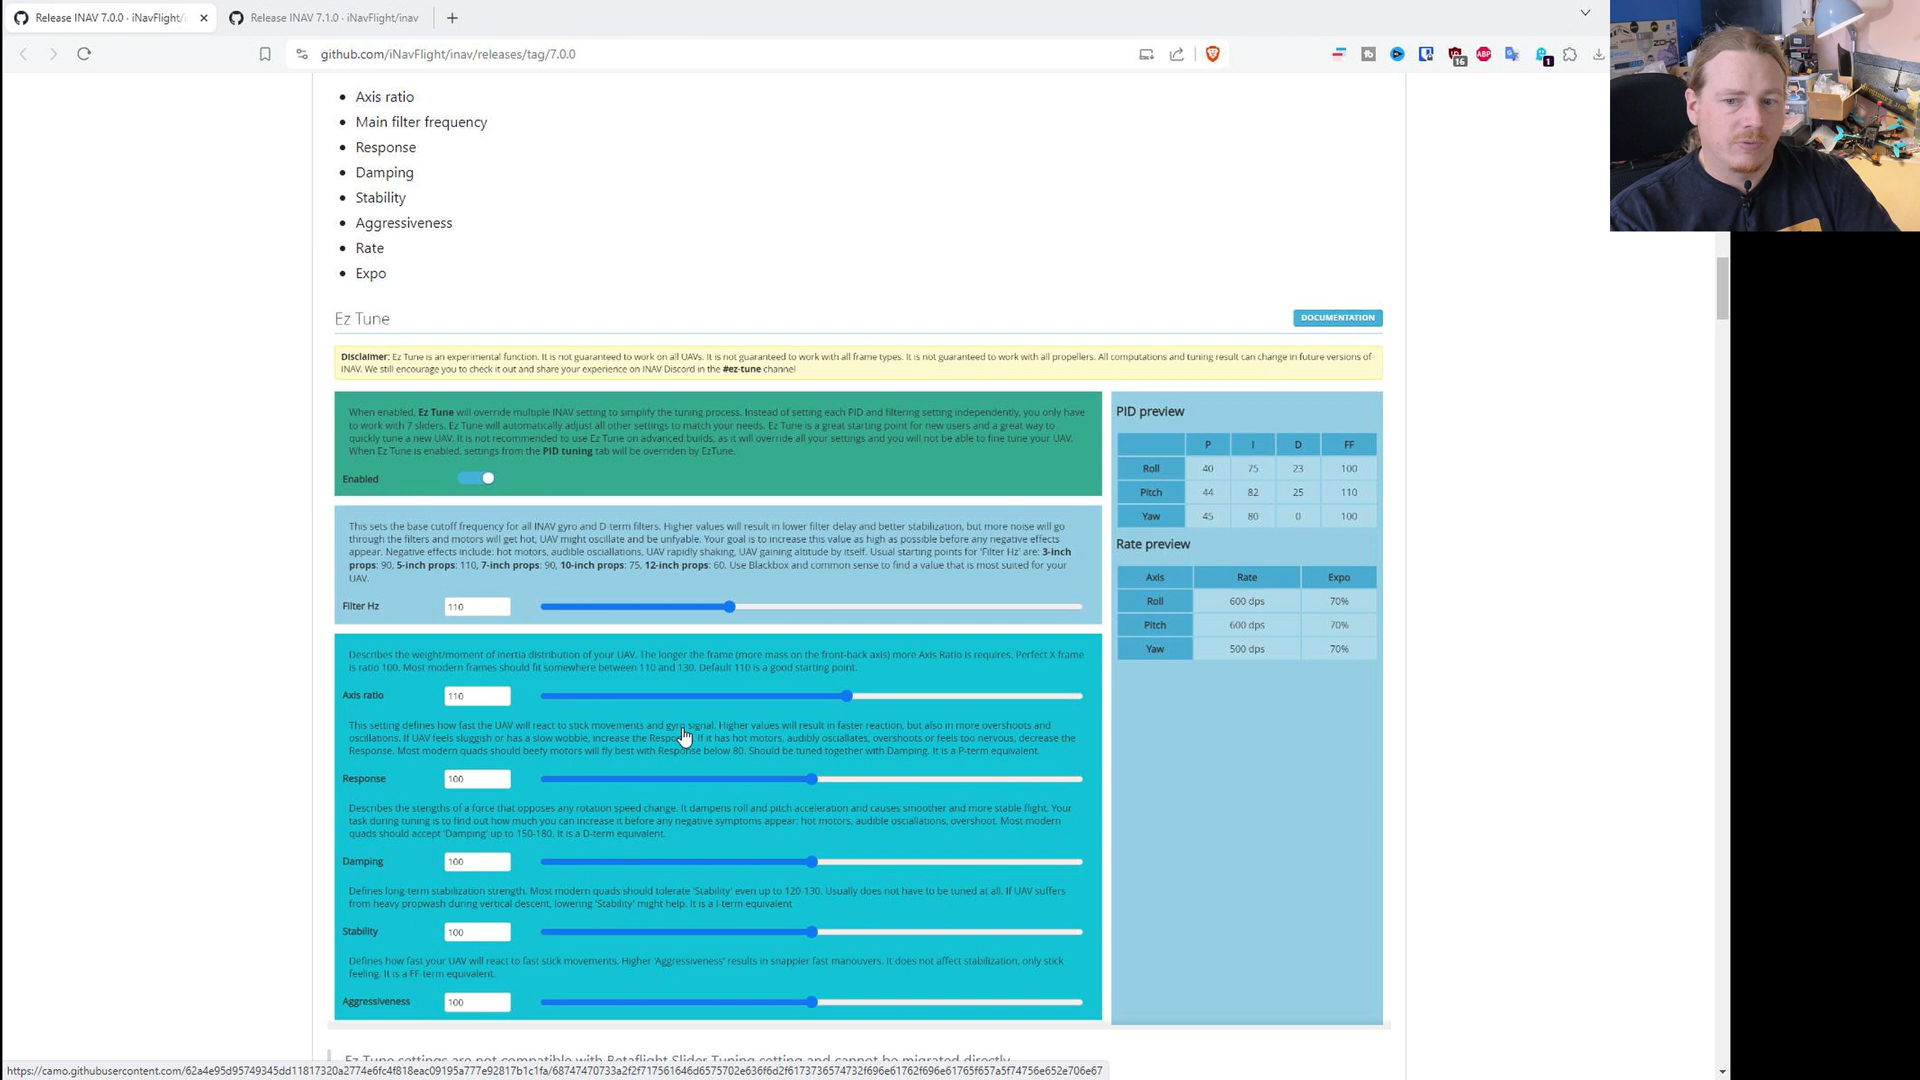 Release INAV 7.0.0 · iNavFlight/i
Release INAV 7.1.0 · iNavFlight/inav
github.com/iNavFlight/inav/releases/tag/7.0.0
16
ABP
1
Axis ratio
Main filter frequency
Response
Damping
Stability
Aggressiveness
Rate
Expo
Ez Tune
DOCUMENTATION
Disclaimer: Ez Tune is an experimental function. It is not guaranteed to work on all UAVs. It is not guaranteed to work with all frame types. It is not guaranteed to work with all propellers. All computations and tuning result can change in future versions of
INAV. We still encourage you to check it out and share your experience on INAV Discord in the #ez-tune channel
When enabled, Ez Tune will override multiple INAV setting to simplify the tuning process. Instead of setting each PID and filtering setting independently, you only have
to work with 7 sliders. Ez Tune will automatically adjust all other settings to match your needs. Ez Tune is a great starting point for new users and a great way to
quickly tune a new UAV. It is not recommended to use Ez Tune on advanced builds, as it will override all your settings and you will not be able to fine tune your UAV.
When Ez Tune is enabled, settings from the PID tuning tab will be overriden by EzTune.
Enabled
This sets the base cutoff frequency for all INAV gyro and D-term filters. Higher values will result in lower filter delay and better stabilization, but more noise will go
through the filters and motors will get hot, UAV might oscillate and be unfyable. Your goal is to increase this value as high as possible before any negative effects
appear. Negative effects include: hot motors, audible osciallations, UAV rapidly shaking, UAV gaining altitude by itself. Usual starting points for 'Filter Hz' are: 3-inch
props: 90, 5-inch props: 110, 7-inch props: 90, 10-inch props: 75, 12-inch props: 60. Use Blackbox and common sense to find a value that is most suited for your
UAV.
Filter Hz 110
Describes the weight/moment of inertia distribution of your UAV. The longer the frame (more mass on the front-back axis) more Axis Ratio is requires. Perfect X frame
is ratio 100. Most modern frames should fit somewhere between 110 and 130. Default 110 is a good starting point.
Axis ratio 110
This setting defines how fast the UAV will react to stick movements and gyro signal. Higher values will result in faster reaction, but also in more overshoots and
oscillations. If UAV feels sluggish or has a slow wobble, increase the Respo If it has hot motors, audibly osciallates, overshoots or feels too nervous, decrease the
Response. Most modern quads should beefy motors will fly best with Response below 80. Should be tuned together with Damping. It is a P-term equivalent.
Response 100
Describes the stengths of a force that opposes any rotation speed change. It dampens roll and pitch acceleration and causes smoother and more stable flight. Your
task during tuning is to find out how much you can increase it before any negative symptoms appear: hot motors, audible osciallations, overshoot. Most modern
quads should accept 'Damping' up to 150-180. It is a D-term equivalent.
Damping 100
Defines long-term stabilization strength. Most modern quads should tolerate 'Stability' even up to 120-130. Usually does not have to be tuned at all. If UAV suffers
from heavy propwash during vertical descent, lowering 'Stability' might help. It is a I-term equivalent
Stability 100
Defines how fast your UAV will react to fast stick movements. Higher 'Aggressiveness' results in snappier fast manouvers. It does not affect stabilization, only stick
feeling. It is a FF-term equivalent.
Aggressiveness 100
PID preview
P I D FF
Roll 40 75 23 100
Pitch 44 82 25 110
Yaw 45 80 0 100
Rate preview
Axis Rate Expo
Roll 600 dps 70%
Pitch 600 dps 70%
Yaw 500 dps 70%
Ez Tune settings are not compatible with Betaflight Slider Tuning setting and cannot be migrated directly
https://camo.githubusercontent.com/62a4e95d95749345dd11817320a2774e6fc4f818eac09195a777e92817b1c1fa/68747470733a2f2f717561646d6575702e636f6d2f6173736574732f696e61762f696e61765f657a5f74756e652e706e67